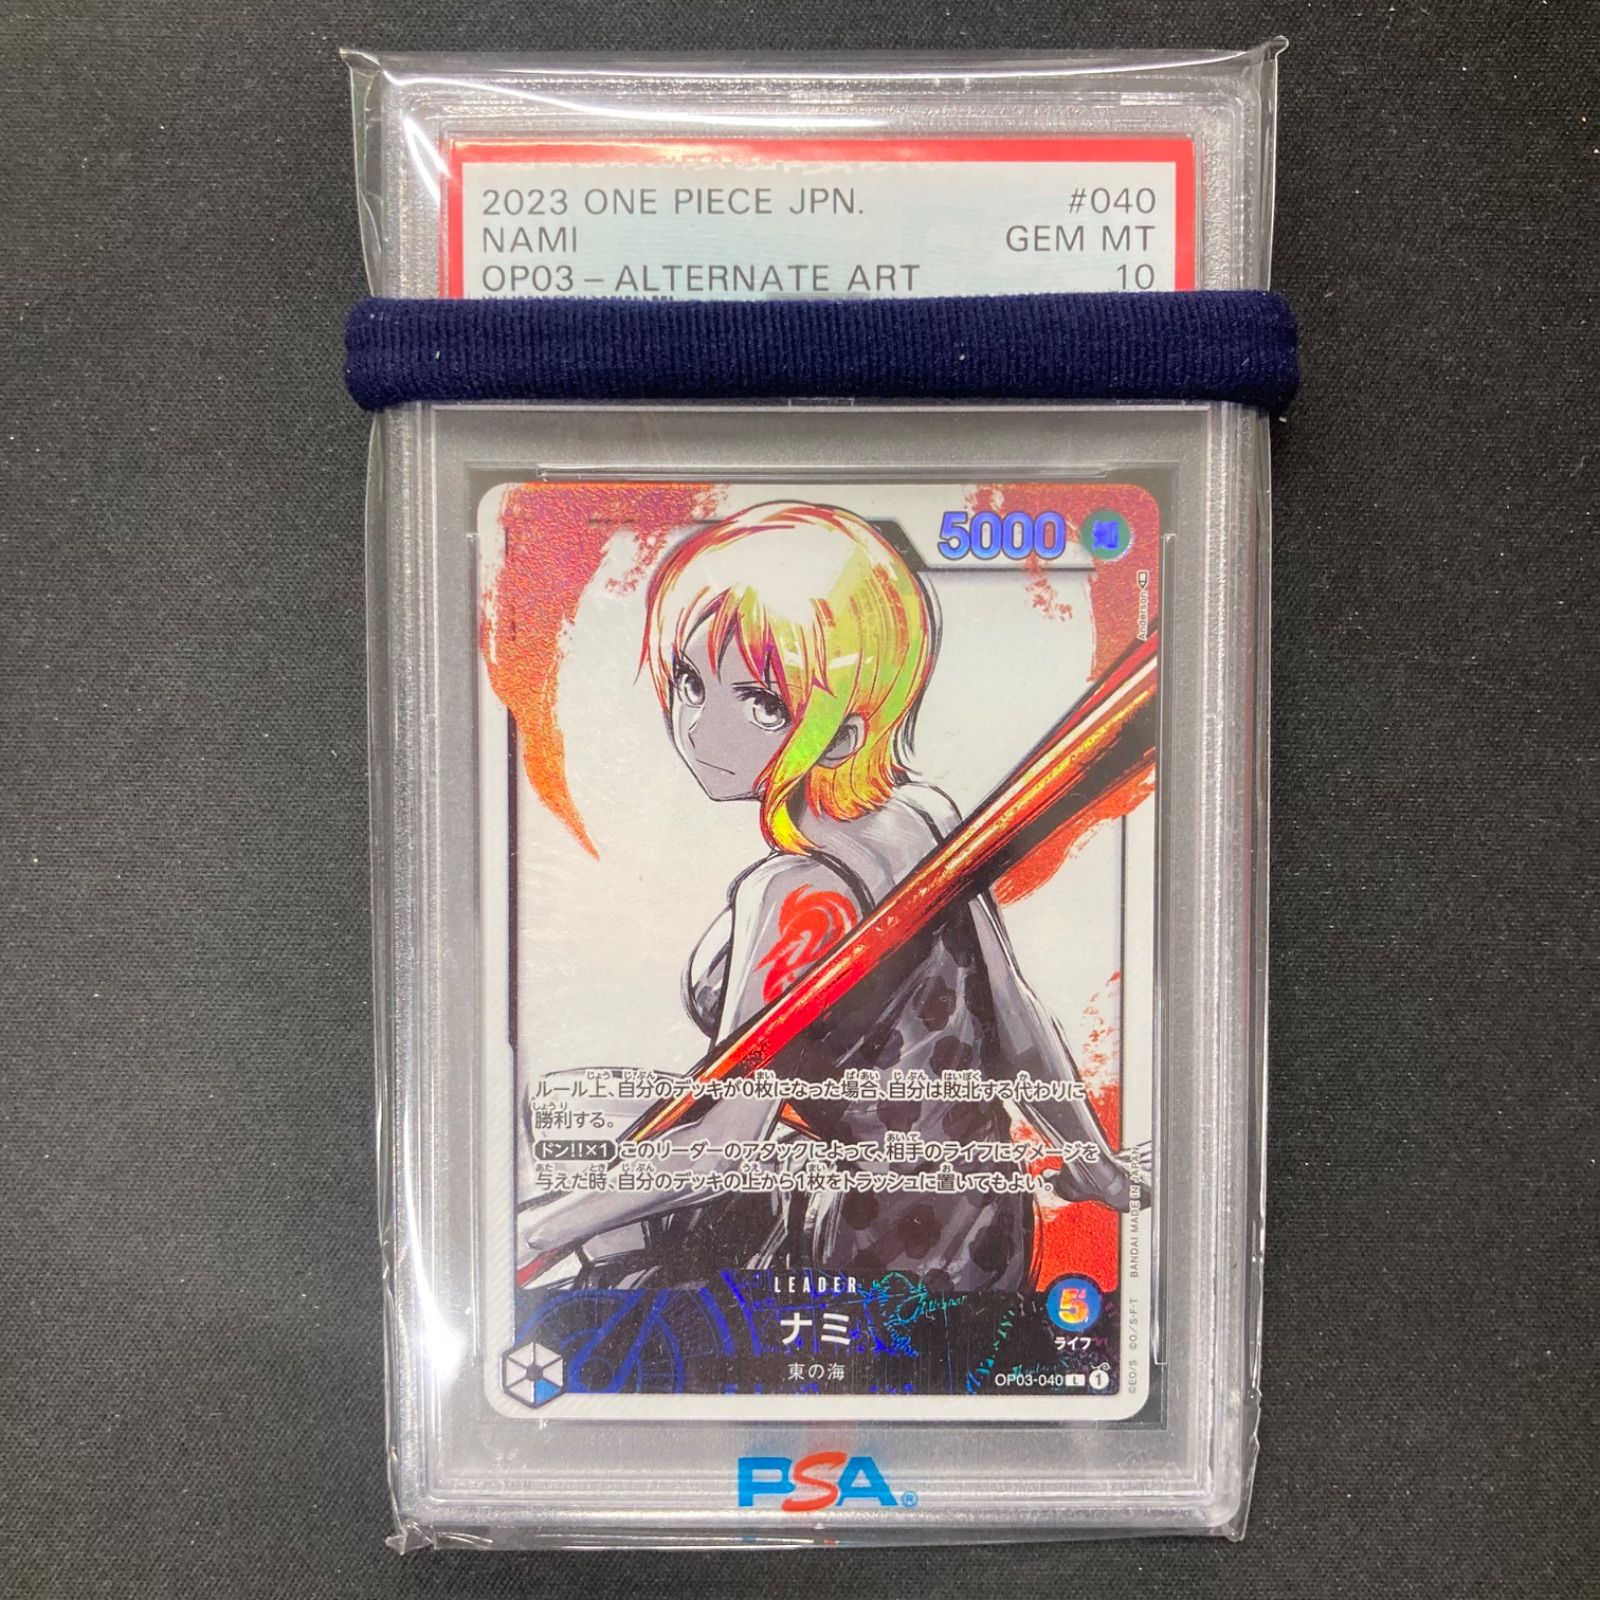 2023 ONE PIECE JPN. #040
NAMI GEM MT
OP03 – ALTERNATE ART 10
5000 知
Anderson
ルール上、自分のデッキが0枚になった場合、自分は敗北する代わりに
勝利する。
ドン!!×1 このリーダーのアタックによって、相手のライフにダメージを
与えた時、自分のデッキの上から1枚をトラッシュに置いてもよい。
LEADER
ナミ
東の海
5
ライフ
OP03-040 L 1
©EO/S ©O/S·F·T BANDAI MADE IN JAPAN
PSA®